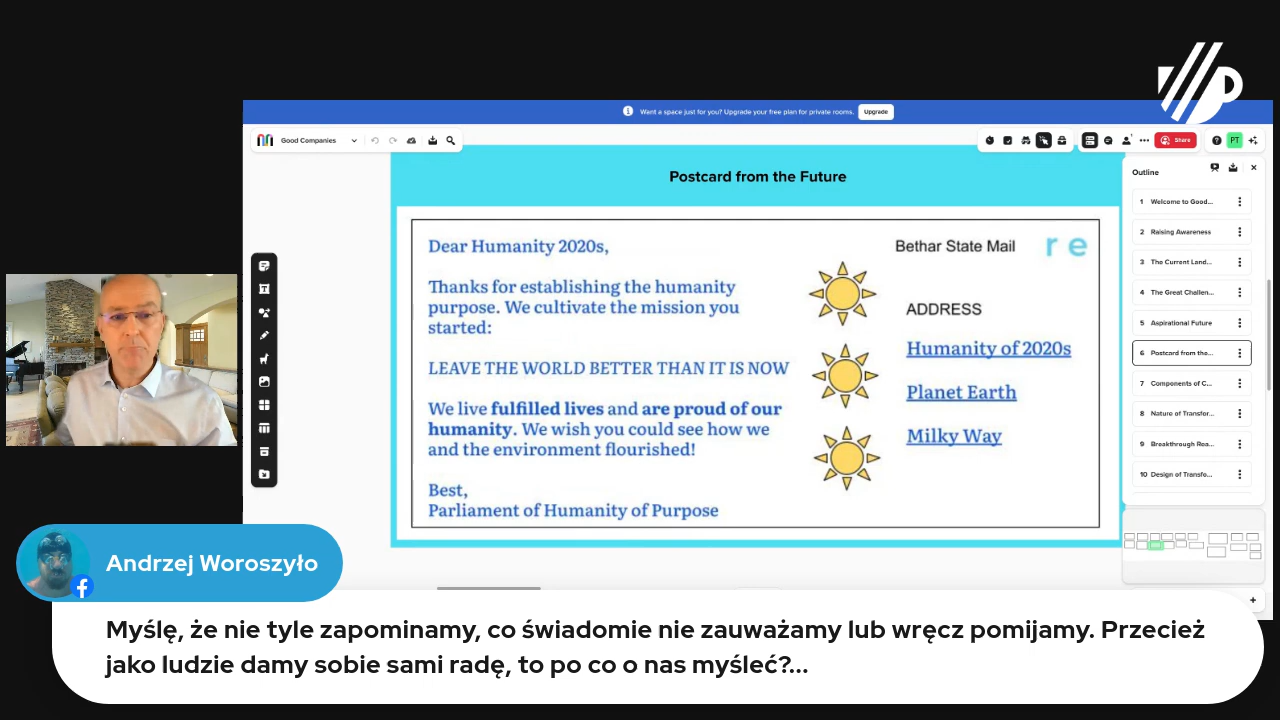 Want a space just for you? Upgrade your free plan for private rooms.
Upgrade
Good Companies
Share
PT
Postcard from the Future
Dear Humanity 2020s,
Thanks for establishing the humanity
purpose. We cultivate the mission you
started:
LEAVE THE WORLD BETTER THAN IT IS NOW
We live fulfilled lives and are proud of our
humanity. We wish you could see how we
and the environment flourished!
Best,
Parliament of Humanity of Purpose
Bethar State Mail
r e
ADDRESS
Humanity of 2020s
Planet Earth
Milky Way
Outline
1 Welcome to Good...
2 Raising Awareness
3 The Current Land...
4 The Great Challen...
5 Aspirational Future
6 Postcard from the...
7 Components of C...
8 Nature of Transfor...
9 Breakthrough Rea...
10 Design of Transfo...
Andrzej Woroszyło
Myślę, że nie tyle zapominamy, co świadomie nie zauważamy lub wręcz pomijamy. Przecież
jako ludzie damy sobie sami radę, to po co o nas myśleć?...